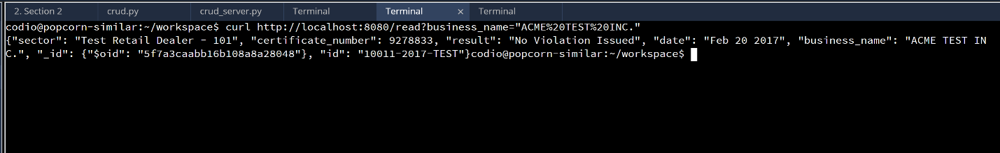 2. Section 2 crud.py crud_server.py Terminal Terminal × Terminal
codio@popcorn-similar:~/workspace$ curl http://localhost:8080/read?business_name="ACME%20TEST%20INC."
{"sector": "Test Retail Dealer - 101", "certificate_number": 9278833, "result": "No Violation Issued", "date": "Feb 20 2017", "business_name": "ACME TEST IN
C.", "_id": {"$oid": "5f7a3caabb16b108a8a28048"}, "id": "10011-2017-TEST"}codio@popcorn-similar:~/workspace$